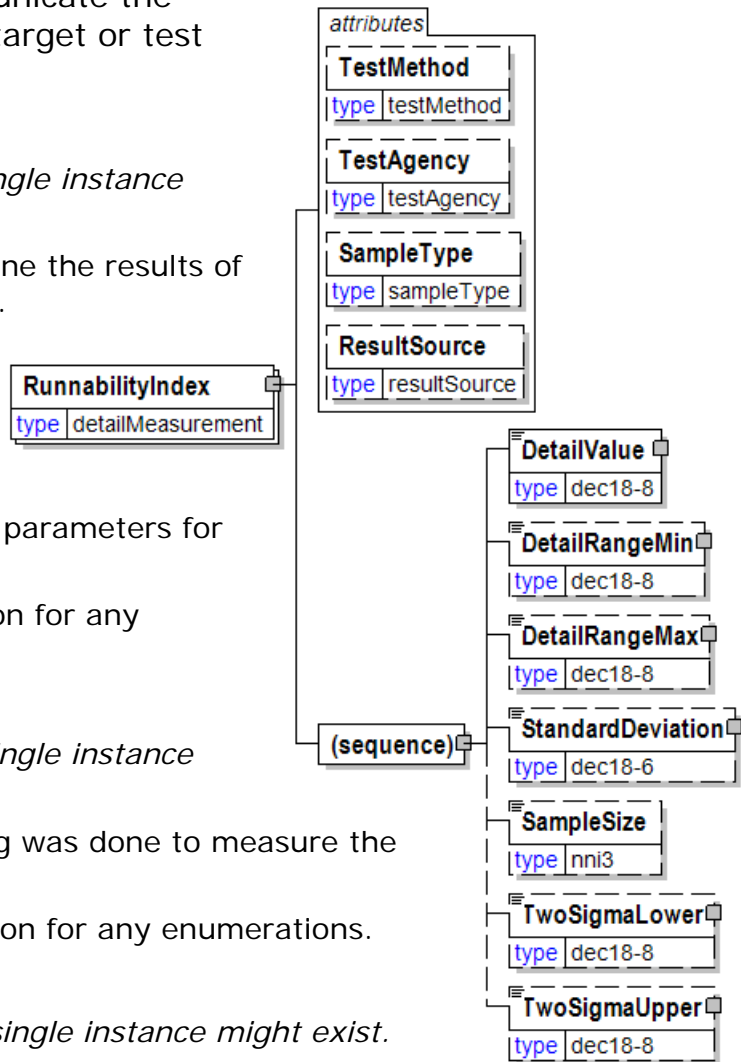 unicate the
target or test
ngle instance
ne the results of
.
parameters for
on for any
ingle instance
g was done to measure the
on for any enumerations.
single instance might exist.
RunnabilityIndex
type detailMeasurement
attributes
TestMethod
type testMethod
TestAgency
type testAgency
SampleType
type sampleType
ResultSource
type resultSource
(sequence)
DetailValue
type dec18-8
DetailRangeMin
type dec18-8
DetailRangeMax
type dec18-8
StandardDeviation
type dec18-6
SampleSize
type nni3
TwoSigmaLower
type dec18-8
TwoSigmaUpper
type dec18-8